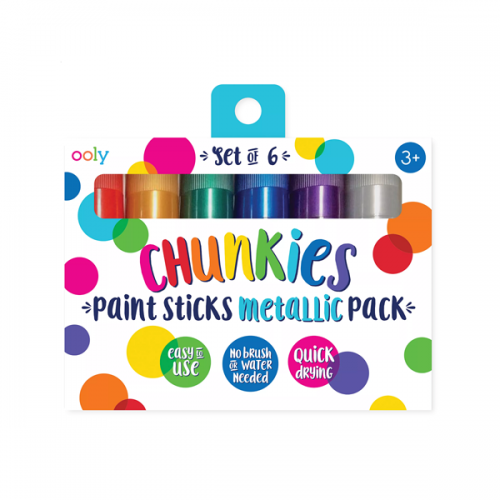 ooly
Set OF 6
3+
CHUNKiES
PAiNT STiCKS METALLiC PACK
EASY TO
USE
NO BRUSH
OR WATER
NEEDED
QUiCK
DRYiNG